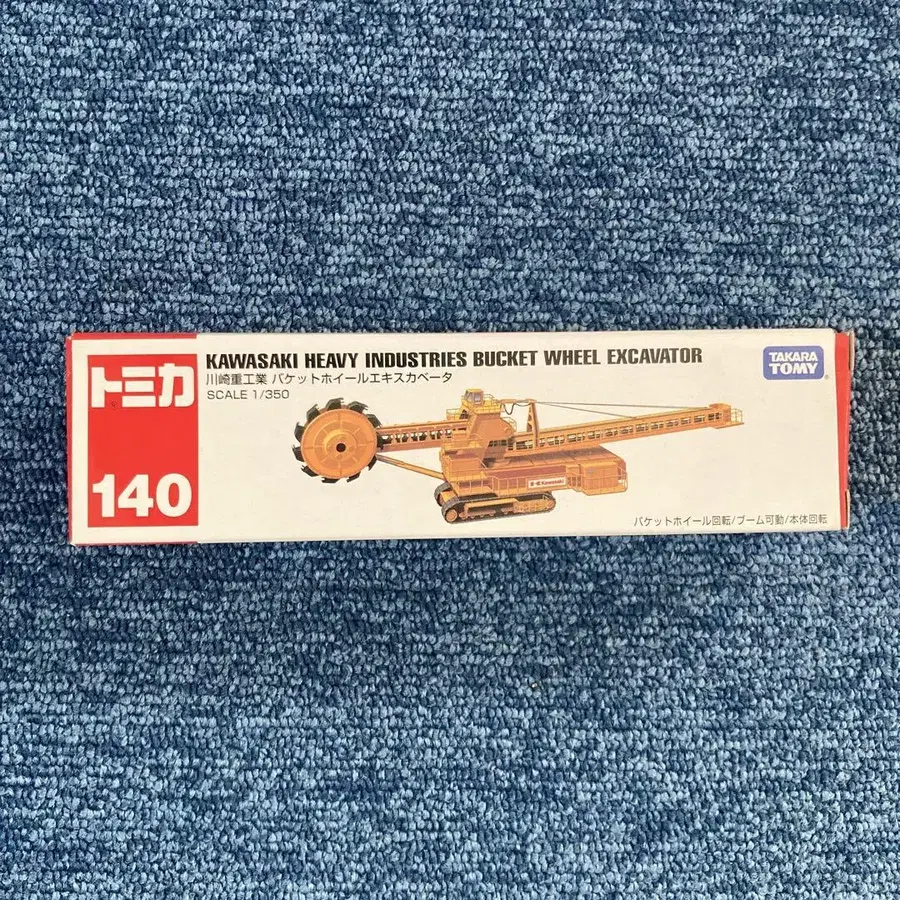 トミカ
140
KAWASAKI HEAVY INDUSTRIES BUCKET WHEEL EXCAVATOR
川崎重工業 バケットホイールエキスカベータ
SCALE 1/350
TAKARA
TOMY
Kawasaki
バケットホイール回転/ブーム可動/本体回転